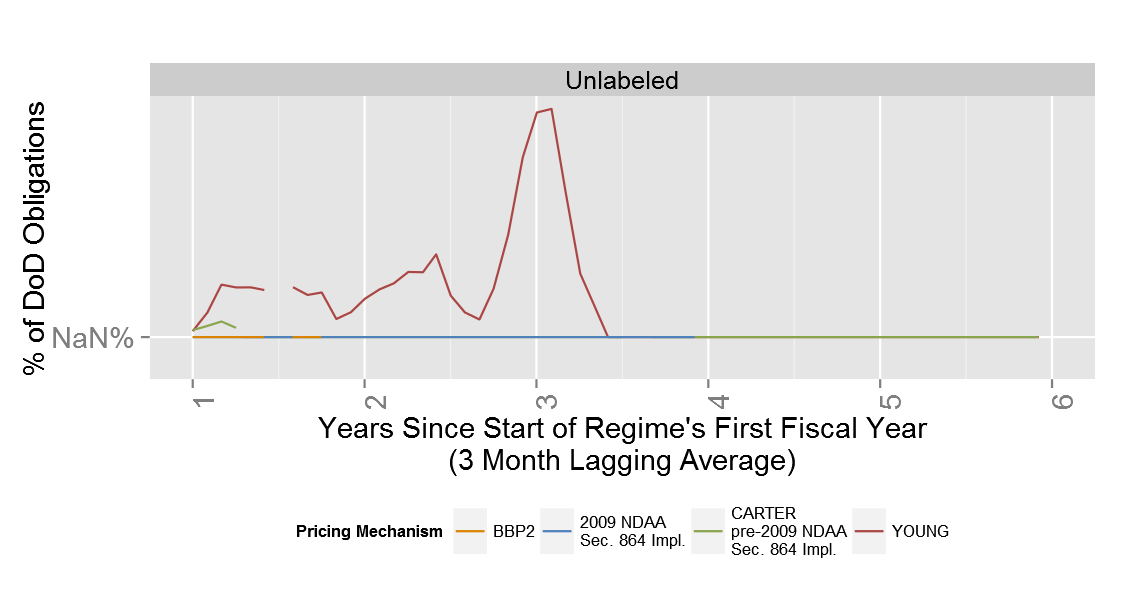 Unlabeled
% of DoD Obligations
NaN%
1
2
3
4
5
6
Years Since Start of Regime's First Fiscal Year
(3 Month Lagging Average)
Pricing Mechanism
BBP2
2009 NDAA
Sec. 864 Impl.
CARTER
pre-2009 NDAA
Sec. 864 Impl.
YOUNG